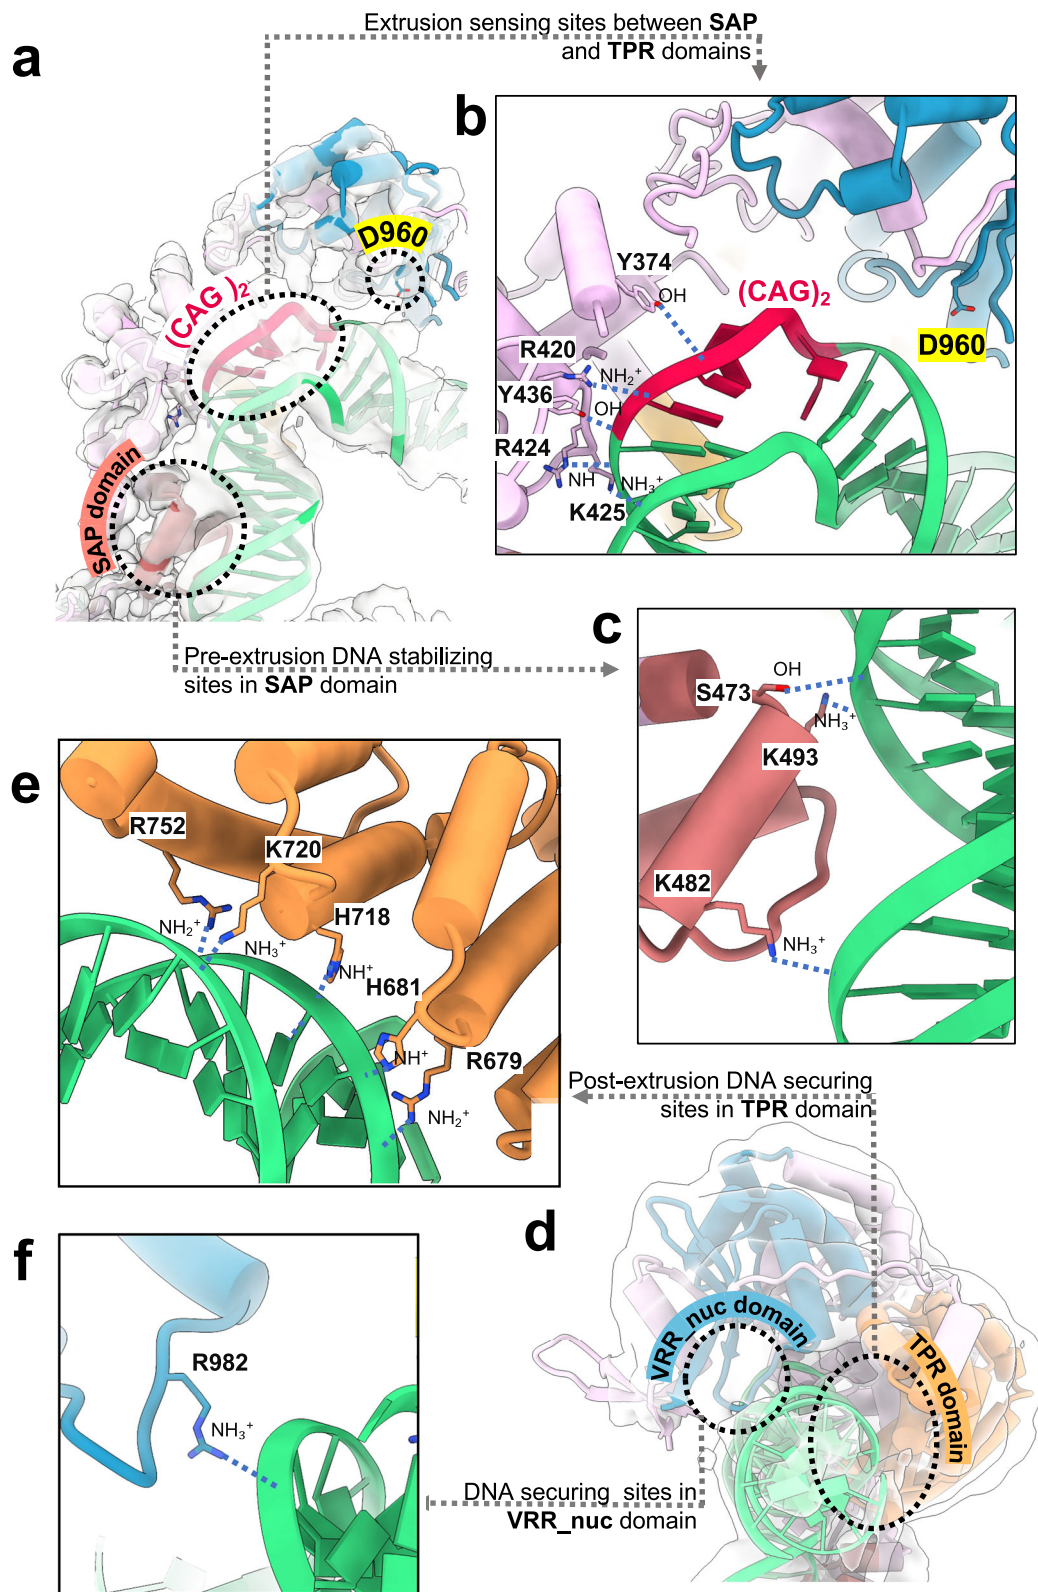 Extrusion sensing sites between SAP
and TPR domains
a
b
D960
(CAG)2
SAP domain
Y374
OH
(CAG)2
R420
NH2+
Y436
OH
D960
R424
NH
NH3+
K425
Pre-extrusion DNA stabilizing
sites in SAP domain
c
OH
S473
NH3+
K493
K482
NH3+
e
R752
K720
H718
NH2+
NH3+
NH+
H681
NH+
R679
NH2+
Post-extrusion DNA securing
sites in TPR domain
d
VRR_nuc domain
TPR domain
f
R982
NH3+
DNA securing sites in
VRR_nuc domain